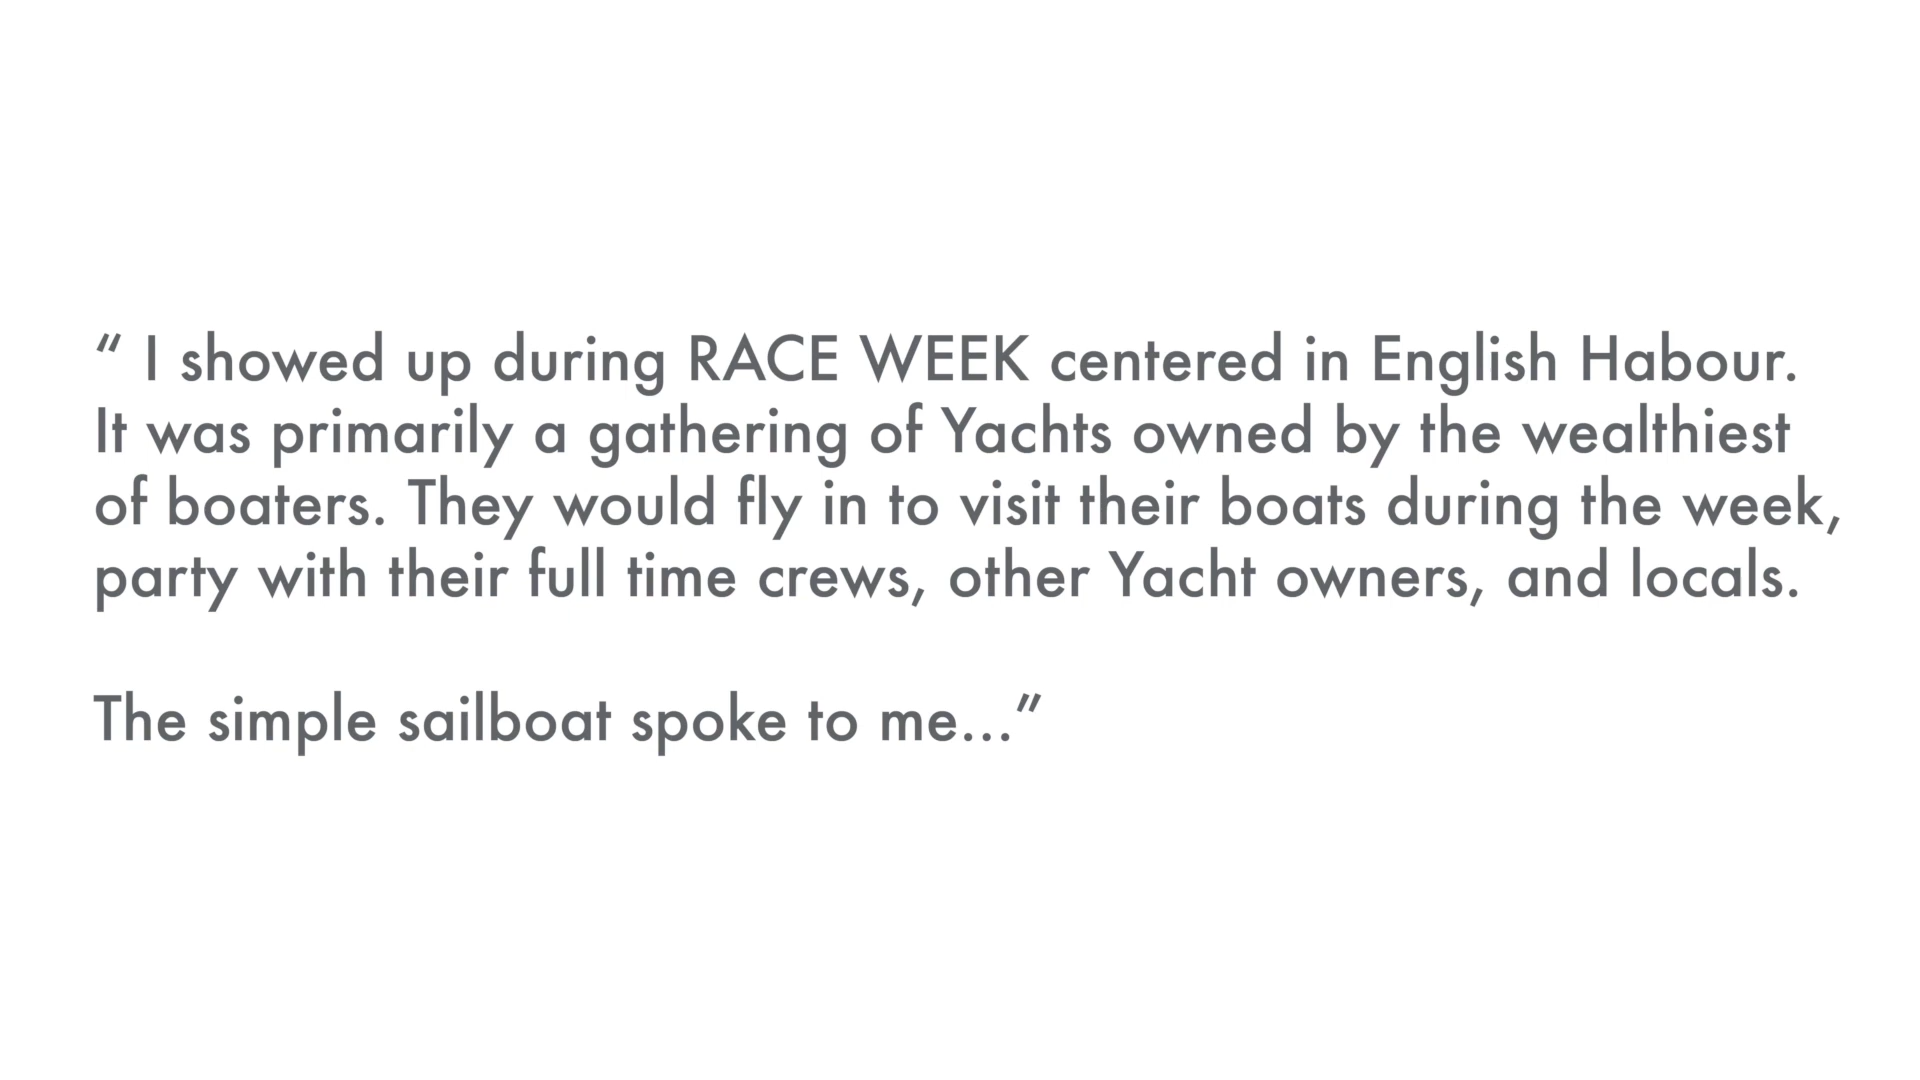 “ I showed up during RACE WEEK centered in English Habour.
It was primarily a gathering of Yachts owned by the wealthiest
of boaters. They would fly in to visit their boats during the week,
party with their full time crews, other Yacht owners, and locals.
The simple sailboat spoke to me...”